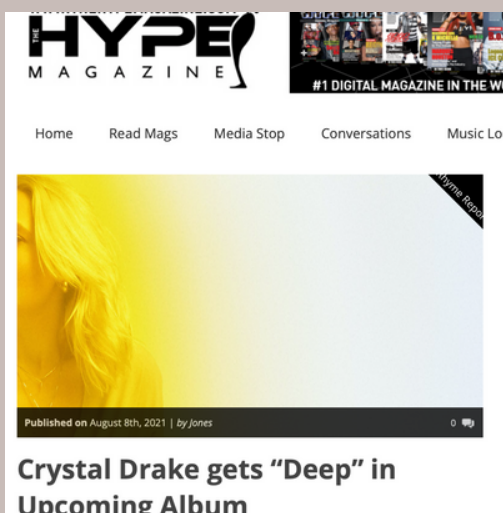 THE HYPE
MAGAZINE
#1 DIGITAL MAGAZINE IN THE
Home Read Mags Media Stop Conversations Music
Published on August 8th, 2021 | by Jones
0
Crystal Drake gets “Deep” in
Upcoming Album